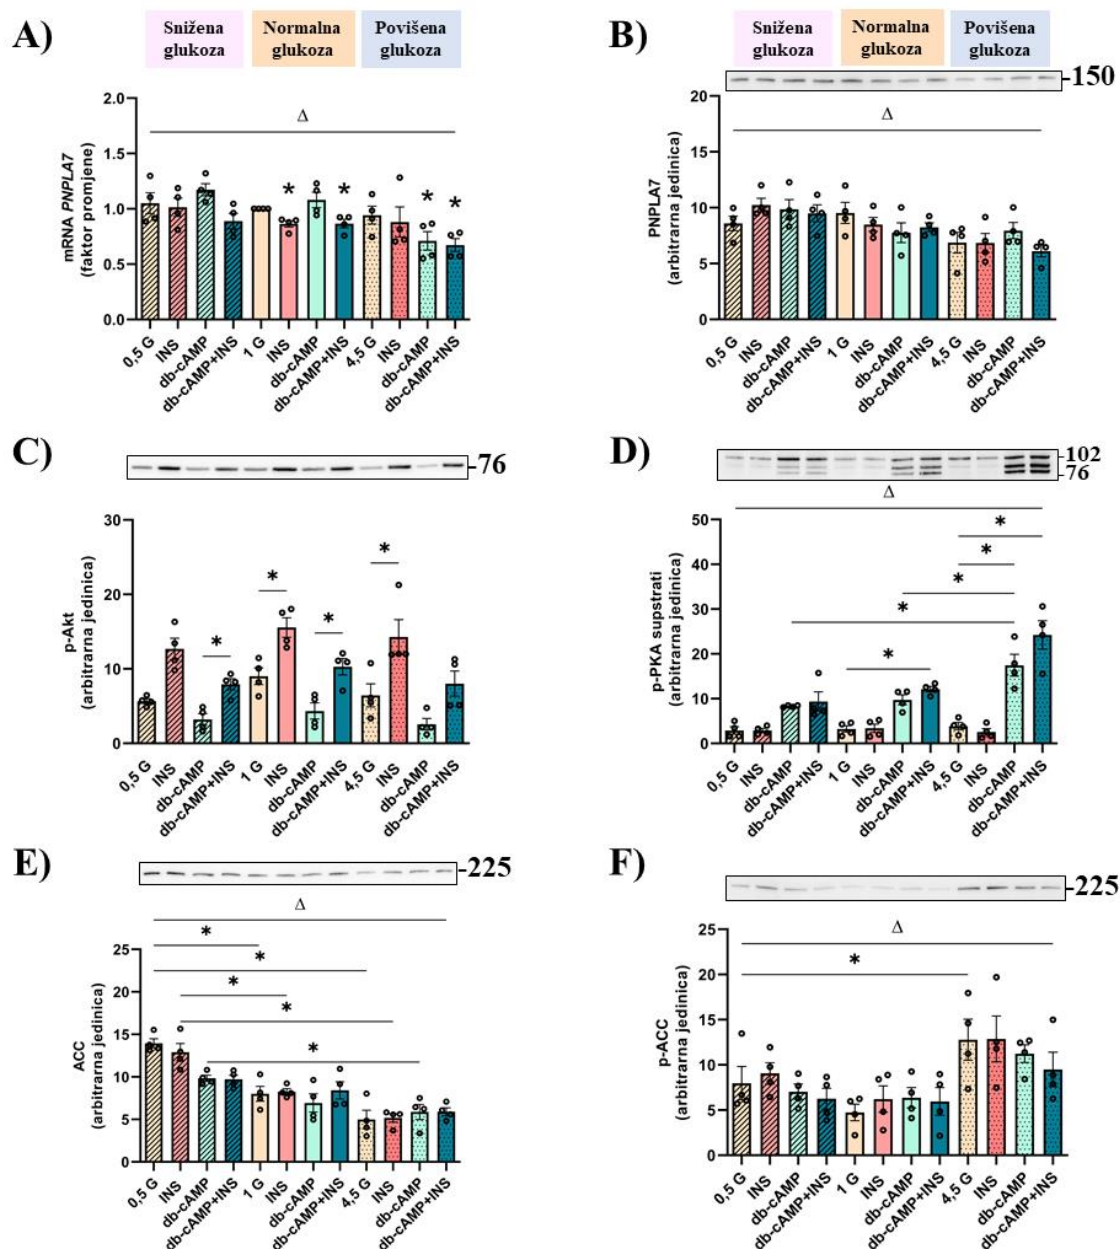 A)
Snižena
glukoza
Normalna
glukoza
Povišena
glukoza
mRNA PNPLA7
(faktor promjene)
2.0
1.5
1.0
0.5
0.0
Δ
*
*
*
*
0,5 G
INS
db-cAMP
db-cAMP+INS
1 G
INS
db-cAMP
db-cAMP+INS
4,5 G
INS
db-cAMP
db-cAMP+INS
B)
Snižena
glukoza
Normalna
glukoza
Povišena
glukoza
-150
PNPLA7
(arbitrarna jedinica)
20
15
10
5
0
Δ
0,5 G
INS
db-cAMP
db-cAMP+INS
1 G
INS
db-cAMP
db-cAMP+INS
4,5 G
INS
db-cAMP
db-cAMP+INS
C)
-76
p-Akt
(arbitrarna jedinica)
30
20
10
0
*
*
*
*
0,5 G
INS
db-cAMP
db-cAMP+INS
1 G
INS
db-cAMP
db-cAMP+INS
4,5 G
INS
db-cAMP
db-cAMP+INS
D)
-102
-76
p-PKA supstrati
(arbitrarna jedinica)
50
40
30
20
10
0
Δ
*
*
*
*
*
0,5 G
INS
db-cAMP
db-cAMP+INS
1 G
INS
db-cAMP
db-cAMP+INS
4,5 G
INS
db-cAMP
db-cAMP+INS
E)
-225
ACC
(arbitrarna jedinica)
25
20
15
10
5
0
Δ
*
*
*
*
*
0,5 G
INS
db-cAMP
db-cAMP+INS
1 G
INS
db-cAMP
db-cAMP+INS
4,5 G
INS
db-cAMP
db-cAMP+INS
F)
-225
p-ACC
(arbitrarna jedinica)
25
20
15
10
5
0
Δ
*
0,5 G
INS
db-cAMP
db-cAMP+INS
1 G
INS
db-cAMP
db-cAMP+INS
4,5 G
INS
db-cAMP
db-cAMP+INS